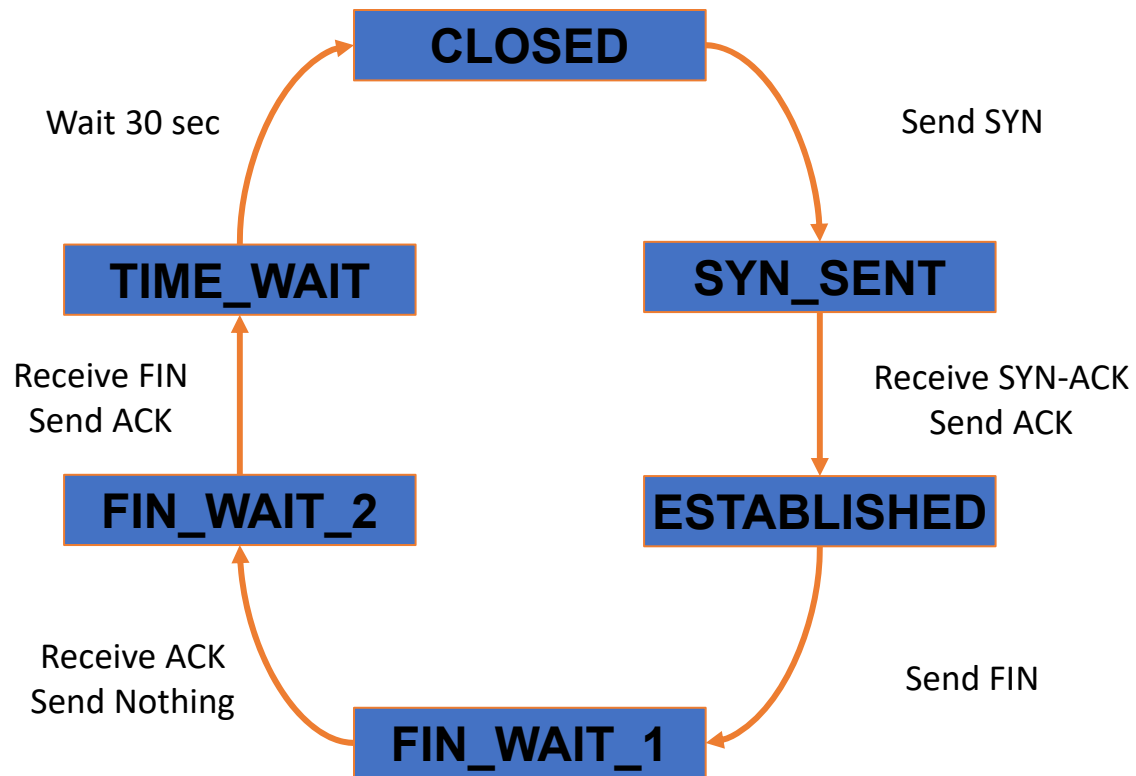 CLOSED
Wait 30 sec
Send SYN
TIME_WAIT
SYN_SENT
Receive FIN
Send ACK
Receive SYN-ACK
Send ACK
FIN_WAIT_2
ESTABLISHED
Receive ACK
Send Nothing
Send FIN
FIN_WAIT_1